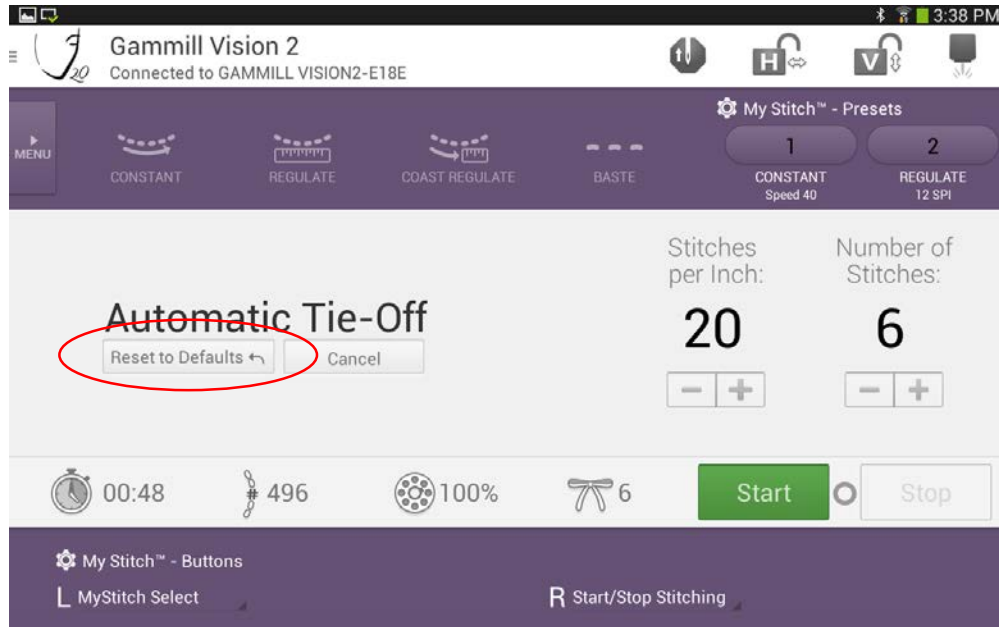 3:38 PM
20
Gammill Vision 2
Connected to GAMMILL VISION2-E18E
H
V
MENU
CONSTANT
REGULATE
COAST REGULATE
BASTE
My Stitch™ - Presets
1
2
CONSTANT
Speed 40
REGULATE
12 SPI
Automatic Tie-Off
Reset to Defaults
Cancel
Stitches
per Inch:
20
Number of
Stitches:
6
00:48
# 496
100%
6
Start
Stop
My Stitch™ - Buttons
L MyStitch Select
R Start/Stop Stitching